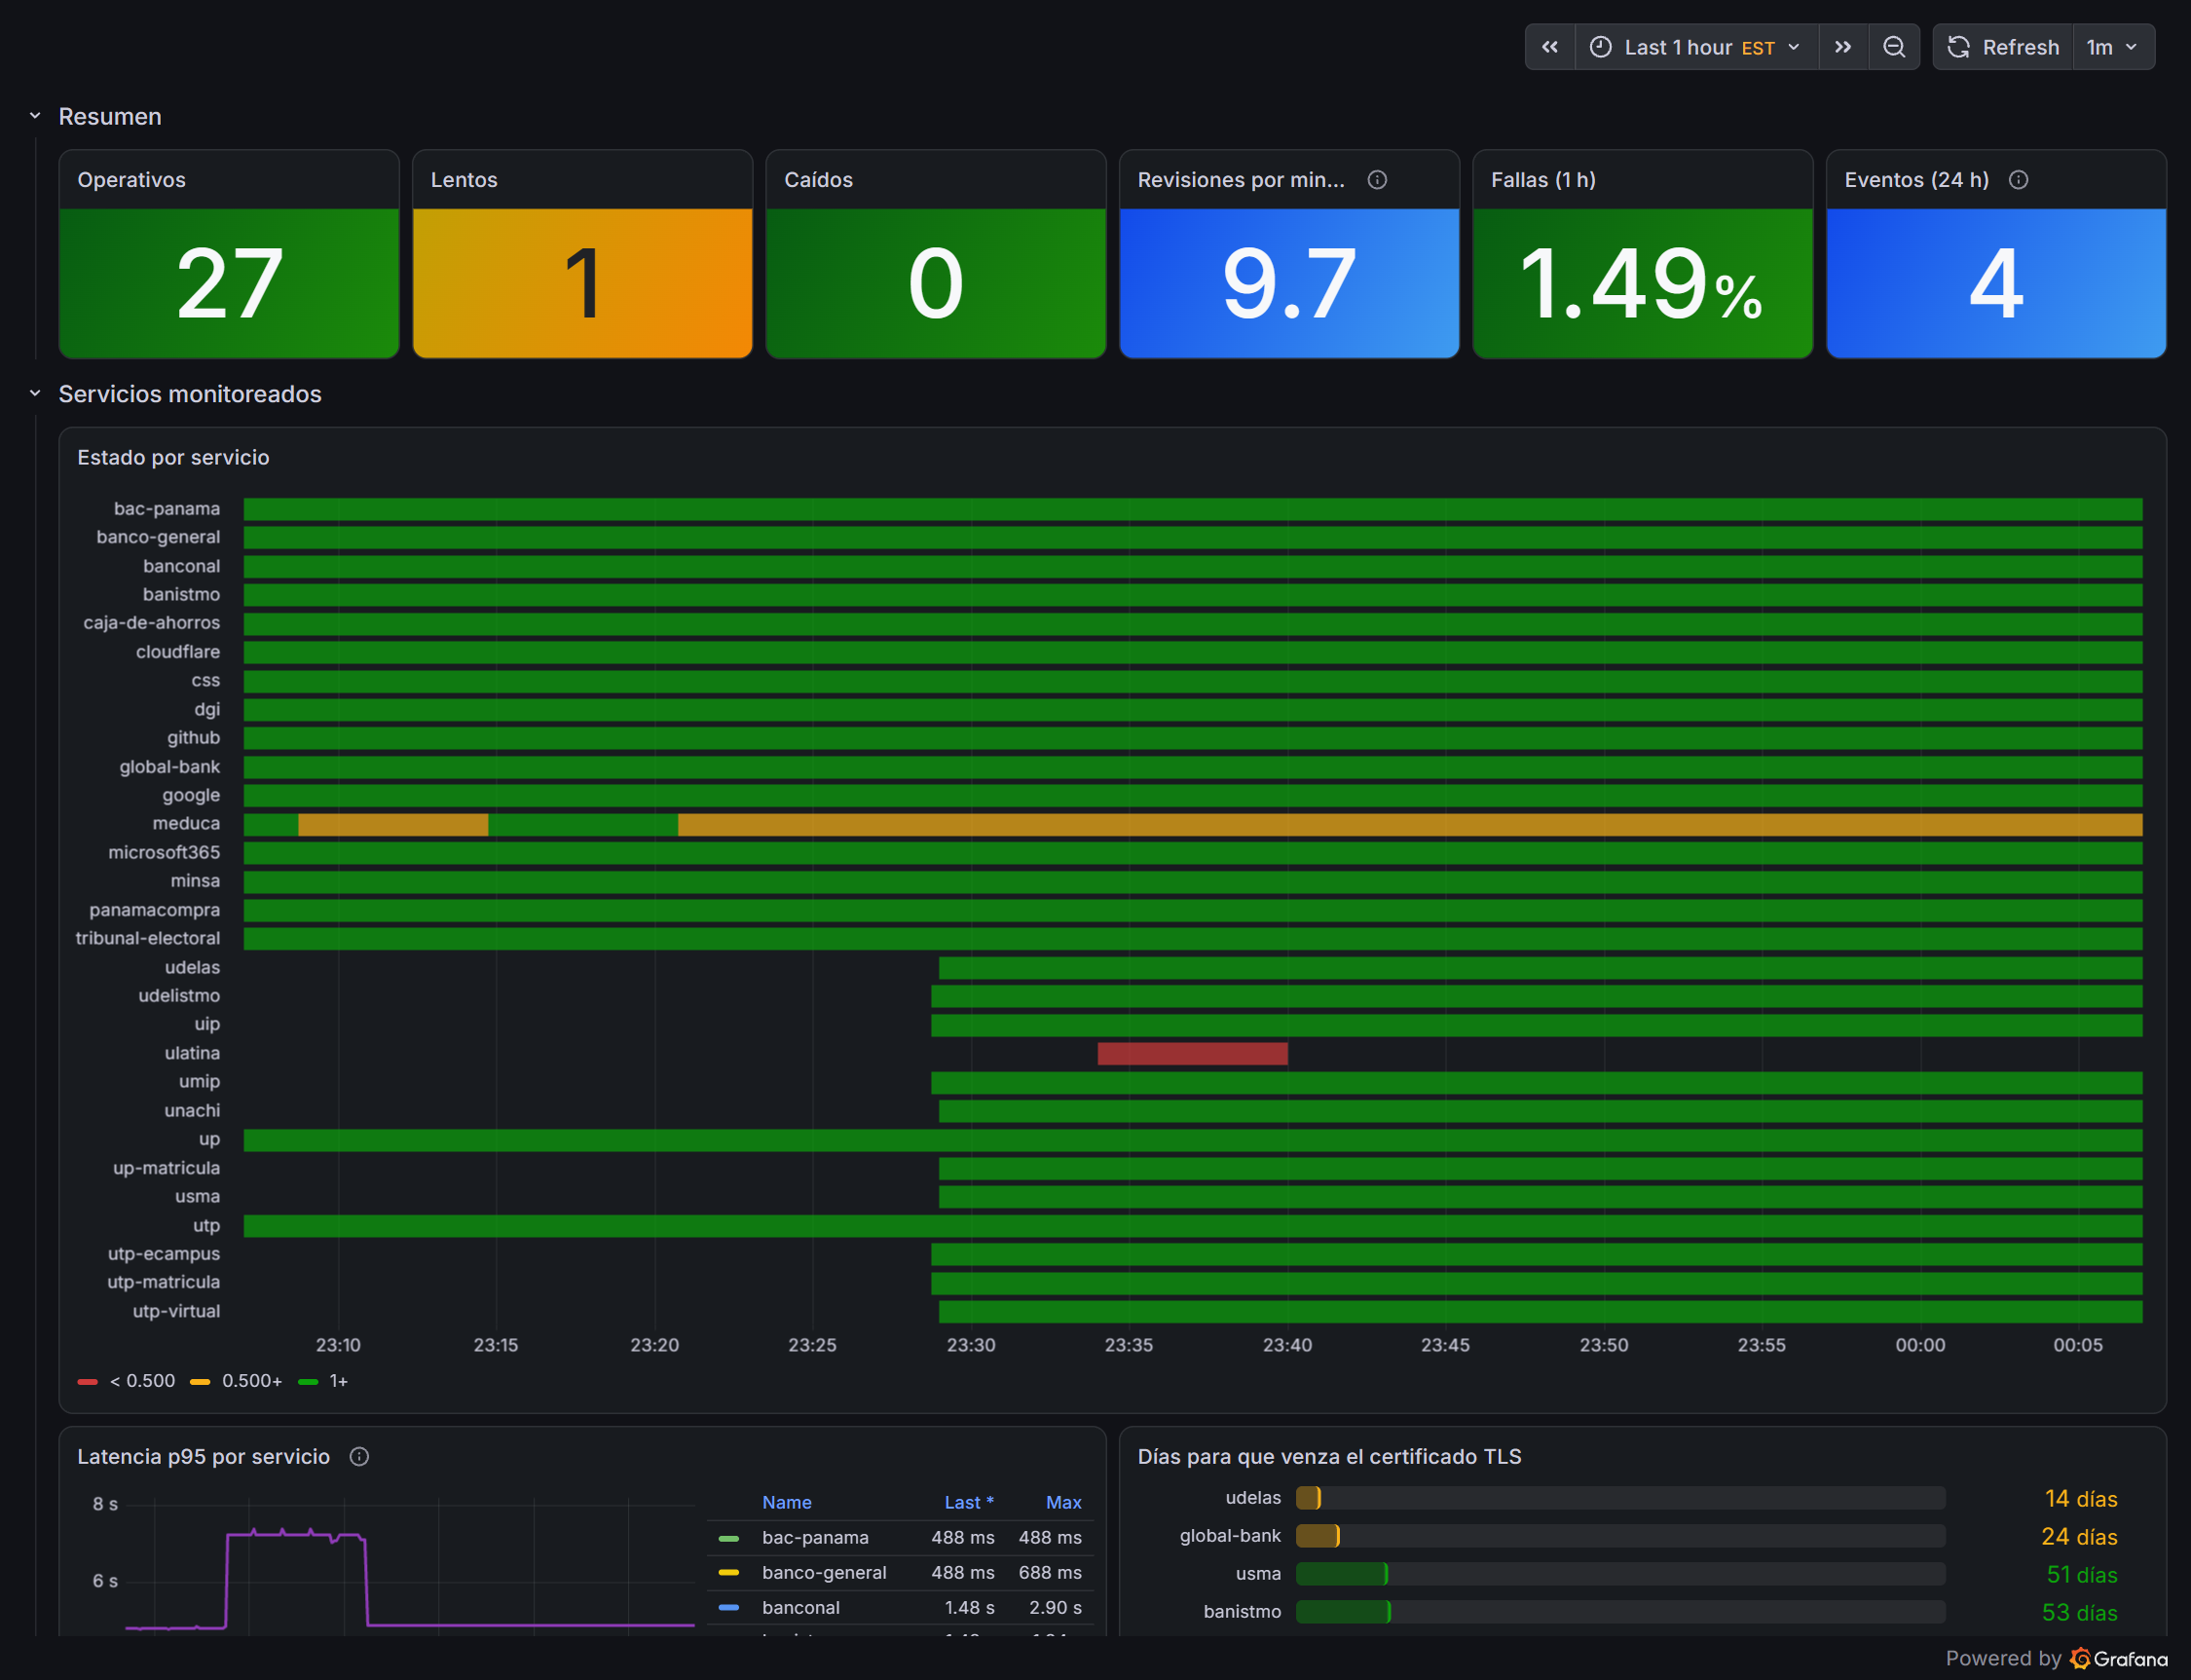 Last 1 hour EST
Refresh
1m
Resumen
Operativos
Lentos
Caídos
Revisiones por min...
Fallas (1 h)
Eventos (24 h)
27
1
0
9.7
1.49%
4
Servicios monitoreados
Estado por servicio
bac-panama
banco-general
banconal
banistmo
caja-de-ahorros
cloudflare
css
dgi
github
global-bank
google
meduca
microsoft365
minsa
panamacompra
tribunal-electoral
udelas
udelistmo
uip
ulatina
umip
unachi
up
up-matricula
usma
utp
utp-ecampus
utp-matricula
utp-virtual
23:10 23:15 23:20 23:25 23:30 23:35 23:40 23:45 23:50 23:55 00:00 00:05
< 0.500 0.500+ 1+
Latencia p95 por servicio
8 s
6 s
Name Last * Max
bac-panama 488 ms 488 ms
banco-general 488 ms 688 ms
banconal 1.48 s 2.90 s
Días para que venza el certificado TLS
udelas 14 días
global-bank 24 días
usma 51 días
banistmo 53 días
Powered by Grafana